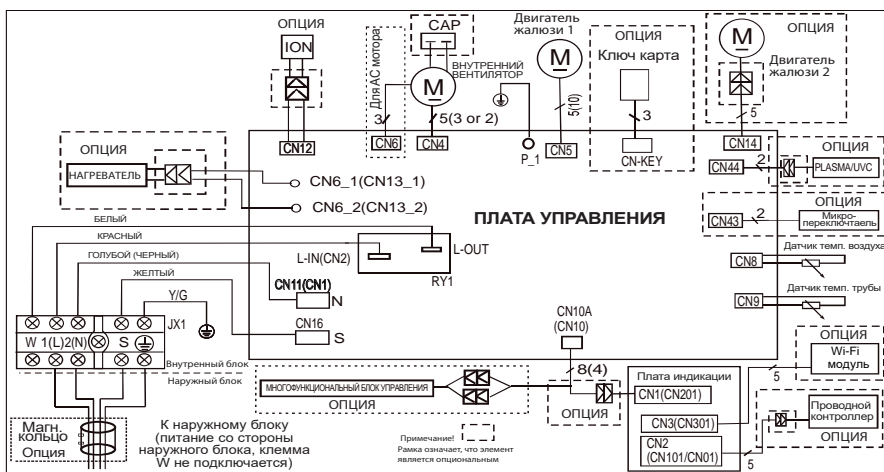 ОПЦИЯ
ION
CN12
Для AC мотора
3
CN6
ОПЦИЯ
CAP
ВНУТРЕННИЙ
ВЕНТИЛЯТОР
M
5(3 or 2)
CN4
P_1
Двигатель
жалюзи 1
M
5(10)
CN5
ОПЦИЯ
Ключ карта
3
CN-KEY
ОПЦИЯ
M
Двигатель
жалюзи 2
5
CN14
ОПЦИЯ
CN44
2
PLASMA/UVC
ОПЦИЯ
CN43
2
Микро-
переключтаель
Датчик темп. воздуха
CN8
Датчик темп. трубы
CN9
ОПЦИЯ
НАГРЕВАТЕЛЬ
CN6_1(CN13_1)
CN6_2(CN13_2)
ПЛАТА УПРАВЛЕНИЯ
БЕЛЫЙ
КРАСНЫЙ
ГОЛУБОЙ (ЧЕРНЫЙ)
ЖЕЛТЫЙ
Y/G
L-IN(CN2)
L-OUT
RY1
CN11(CN1)
N
CN16
S
JX1
W 1(L)2(N) S
Внутренный блок
Наружный блок
Магн.
кольцо
Опция
К наружному блоку
(питание со стороны
наружного блока, клемма
W не подключается)
CN10A
(CN10)
8(4)
МНОГОФУНКЦИОНАЛЬНЫЙ БЛОК УПРАВЛЕНИЯ
ОПЦИЯ
ОПЦИЯ
Примечание!
Рамка означает, что элемент
является опциональным
Плата индикации
CN1(CN201)
CN3(CN301)
CN2
(CN101/CN01)
5
ОПЦИЯ
Wi-Fi
модуль
Проводной
контроллер
ОПЦИЯ
5